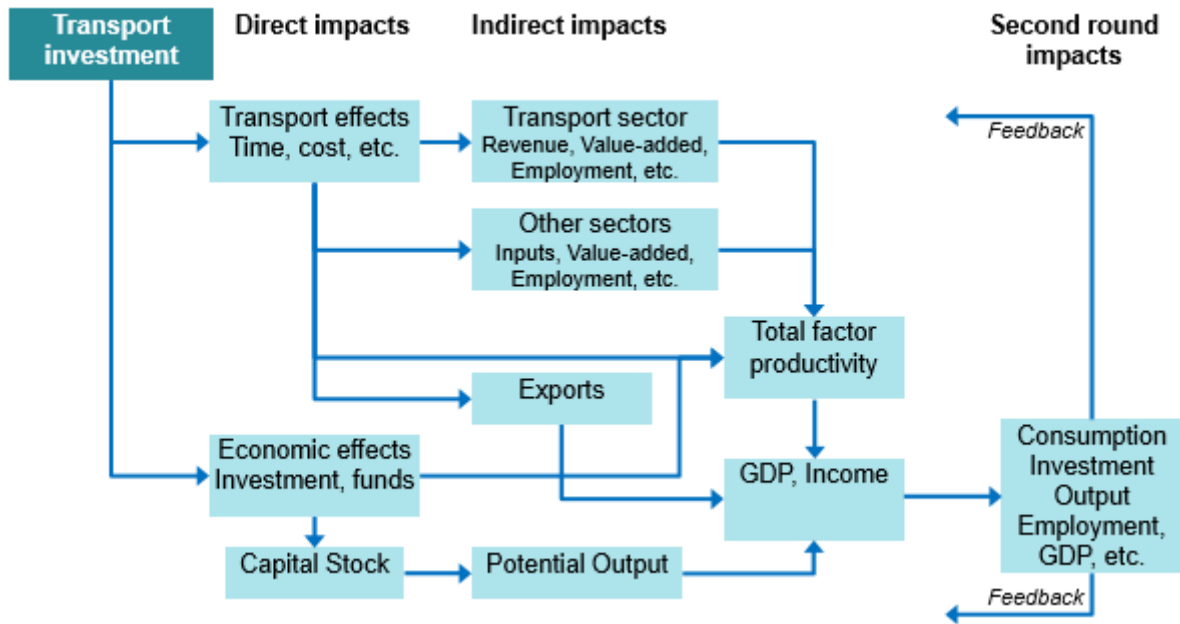 Transport
investment
Direct impacts
Indirect impacts
Second round
impacts
Transport effects
Time, cost, etc.
Transport sector
Revenue, Value-added,
Employment, etc.
Feedback
Other sectors
Inputs, Value-added,
Employment, etc.
Total factor
productivity
Exports
Economic effects
Investment, funds
GDP, Income
Consumption
Investment
Output
Employment,
GDP, etc.
Capital Stock
Potential Output
Feedback